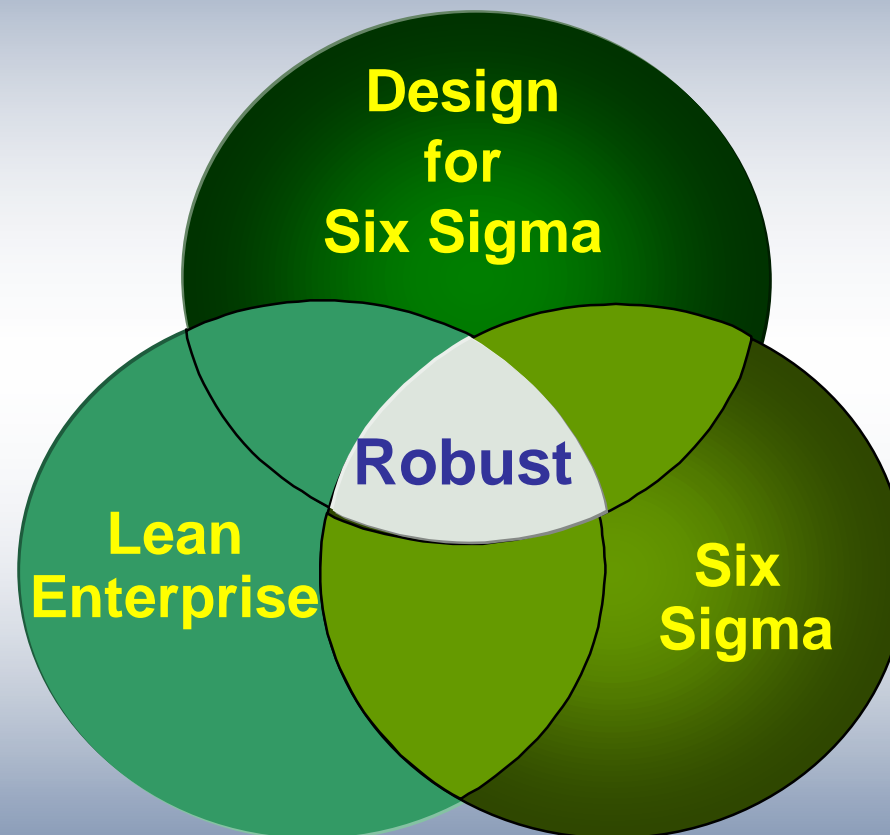 Design
for
Six Sigma
Robust
Lean
Enterprise
Six
Sigma